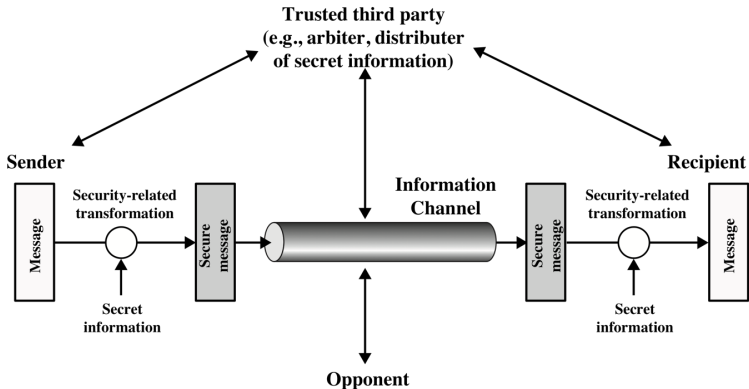 Trusted third party
(e.g., arbiter, distributer
of secret information)
Sender
Recipient
Information
Channel
Security-related
transformation
Security-related
transformation
Message
Secure
message
Secure
message
Message
Secret
information
Secret
information
Opponent